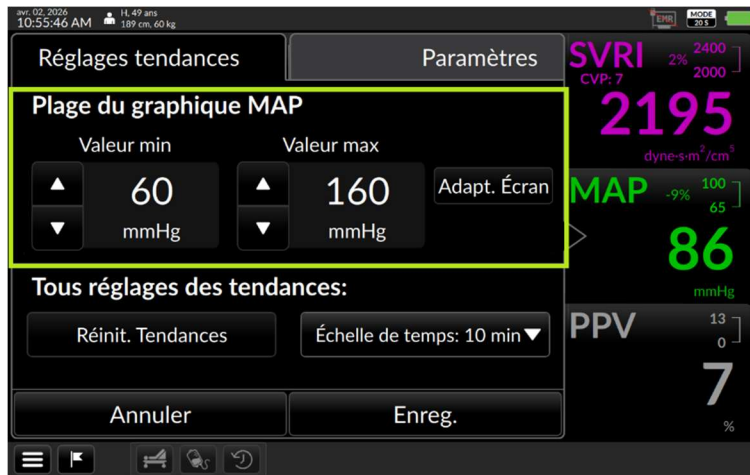 avr. 02, 2026
10:55:46 AM
H, 49 ans
189 cm, 60 kg
EMR
MODE
20 S
Réglages tendances
Paramètres
Plage du graphique MAP
Valeur min
Valeur max
60
mmHg
160
mmHg
Adapt. Écran
Tous réglages des tendances:
Réinit. Tendances
Échelle de temps: 10 min
Annuler
Enreg.
SVRI
2%
2400
2000
CVP: 7
2195
dyne-s-m²/cm⁵
MAP
-9%
100
65
86
mmHg
PPV
13
0
7
%